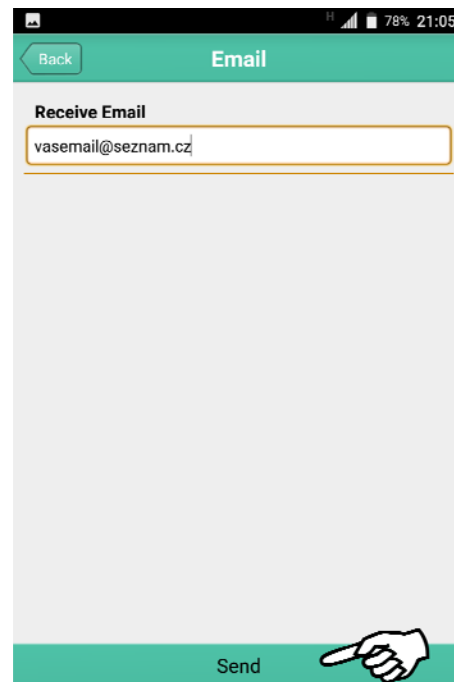 H 78% 21:05
Back Email
Receive Email
vasemail@seznam.cz
Send